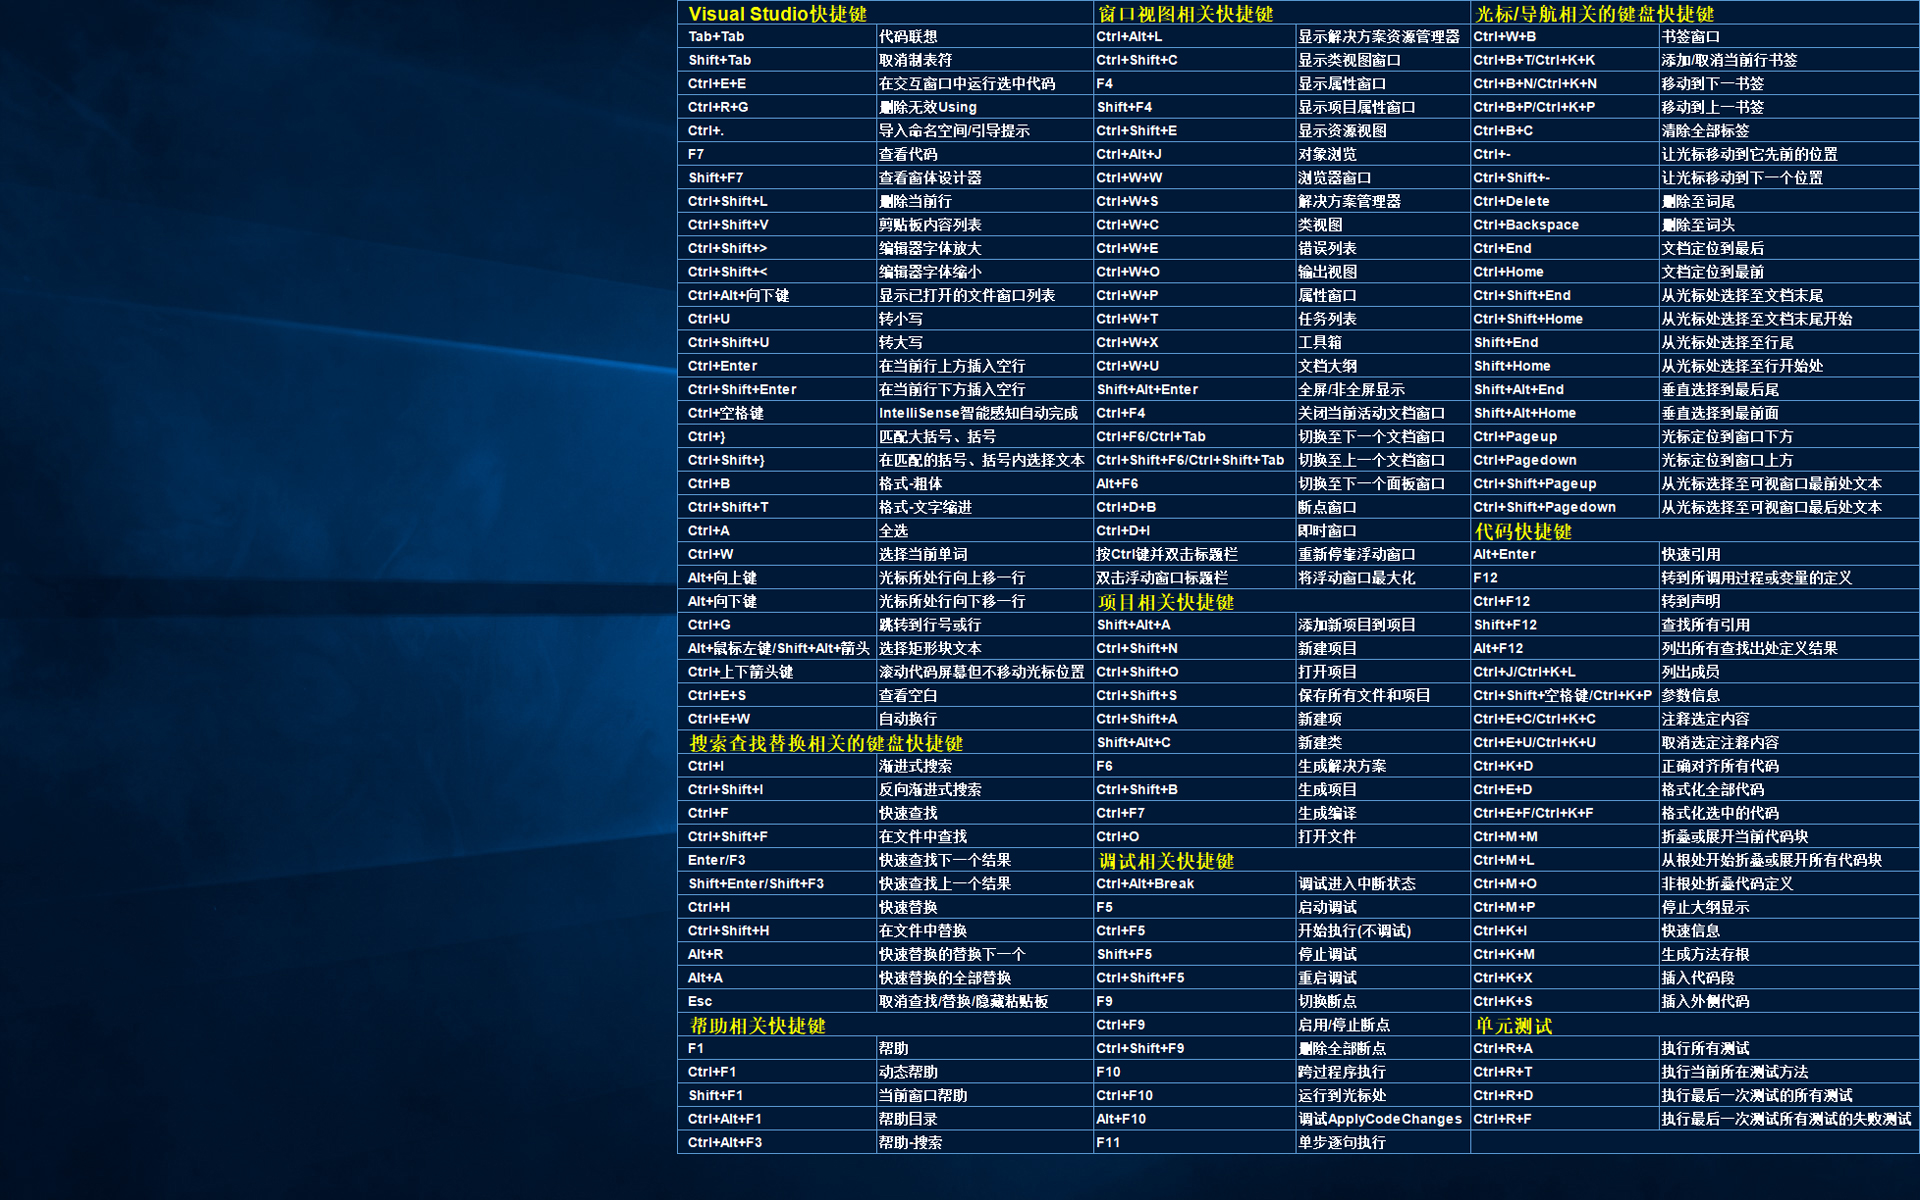 Visual Studio快捷键
Tab+Tab 代码联想
Shift+Tab 取消制表符
Ctrl+E+E 在交互窗口中运行选中代码
Ctrl+R+G 删除无效Using
Ctrl+. 导入命名空间/引导提示
F7 查看代码
Shift+F7 查看窗体设计器
Ctrl+Shift+L 删除当前行
Ctrl+Shift+V 剪贴板内容列表
Ctrl+Shift+> 编辑器字体放大
Ctrl+Shift+< 编辑器字体缩小
Ctrl+Alt+向下键 显示已打开的文件窗口列表
Ctrl+U 转小写
Ctrl+Shift+U 转大写
Ctrl+Enter 在当前行上方插入空行
Ctrl+Shift+Enter 在当前行下方插入空行
Ctrl+空格键 IntelliSense智能感知自动完成
Ctrl+} 匹配大括号、括号
Ctrl+Shift+} 在匹配的括号、括号内选择文本
Ctrl+B 格式-粗体
Ctrl+Shift+T 格式-文字缩进
Ctrl+A 全选
Ctrl+W 选择当前单词
Alt+向上键 光标所处行向上移一行
Alt+向下键 光标所处行向下移一行
Ctrl+G 跳转到行号或行
Alt+鼠标左键/Shift+Alt+箭头 选择矩形块文本
Ctrl+上下箭头键 滚动代码屏幕但不移动光标位置
Ctrl+E+S 查看空白
Ctrl+E+W 自动换行
搜索查找替换相关的键盘快捷键
Ctrl+I 渐进式搜索
Ctrl+Shift+I 反向渐进式搜索
Ctrl+F 快速查找
Ctrl+Shift+F 在文件中查找
Enter/F3 快速查找下一个结果
Shift+Enter/Shift+F3 快速查找上一个结果
Ctrl+H 快速替换
Ctrl+Shift+H 在文件中替换
Alt+R 快速替换的替换下一个
Alt+A 快速替换的全部替换
Esc 取消查找/替换/隐藏粘贴板
帮助相关快捷键
F1 帮助
Ctrl+F1 动态帮助
Shift+F1 当前窗口帮助
Ctrl+Alt+F1 帮助目录
Ctrl+Alt+F3 帮助-搜索
窗口视图相关快捷键
Ctrl+Alt+L 显示解决方案资源管理器
Ctrl+Shift+C 显示类视图窗口
F4 显示属性窗口
Shift+F4 显示项目属性窗口
Ctrl+Shift+E 显示资源视图
Ctrl+Alt+J 对象浏览
Ctrl+W+W 浏览器窗口
Ctrl+W+S 解决方案管理器
Ctrl+W+C 类视图
Ctrl+W+E 错误列表
Ctrl+W+O 输出视图
Ctrl+W+P 属性窗口
Ctrl+W+T 任务列表
Ctrl+W+X 工具箱
Ctrl+W+U 文档大纲
Shift+Alt+Enter 全屏/非全屏显示
Ctrl+F4 关闭当前活动文档窗口
Ctrl+F6/Ctrl+Tab 切换至下一个文档窗口
Ctrl+Shift+F6/Ctrl+Shift+Tab 切换至上一个文档窗口
Alt+F6 切换至下一个面板窗口
Ctrl+D+B 断点窗口
Ctrl+D+I 即时窗口
按Ctrl键并双击标题栏 重新停靠浮动窗口
双击浮动窗口标题栏 将浮动窗口最大化
项目相关快捷键
Shift+Alt+A 添加新项目到项目
Ctrl+Shift+N 新建项目
Ctrl+Shift+O 打开项目
Ctrl+Shift+S 保存所有文件和项目
Ctrl+Shift+A 新建项
Shift+Alt+C 新建类
F6 生成解决方案
Ctrl+Shift+B 生成项目
Ctrl+F7 生成编译
Ctrl+O 打开文件
调试相关快捷键
Ctrl+Alt+Break 调试进入中断状态
F5 启动调试
Ctrl+F5 开始执行(不调试)
Shift+F5 停止调试
Ctrl+Shift+F5 重启调试
F9 切换断点
Ctrl+F9 启用/停止断点
Ctrl+Shift+F9 删除全部断点
F10 跨过程序执行
Ctrl+F10 运行到光标处
Alt+F10 调试ApplyCodeChanges
F11 单步逐句执行
光标/导航相关的键盘快捷键
Ctrl+W+B 书签窗口
Ctrl+B+T/Ctrl+K+K 添加/取消当前行书签
Ctrl+B+N/Ctrl+K+N 移动到下一书签
Ctrl+B+P/Ctrl+K+P 移动到上一书签
Ctrl+B+C 清除全部标签
Ctrl+- 让光标移动到它先前的位置
Ctrl+Shift+- 让光标移动到下一个位置
Ctrl+Delete 删除至词尾
Ctrl+Backspace 删除至词头
Ctrl+End 文档定位到最后
Ctrl+Home 文档定位到最前
Ctrl+Shift+End 从光标处选择至文档末尾
Ctrl+Shift+Home 从光标处选择至文档末尾开始
Shift+End 从光标处选择至行尾
Shift+Home 从光标处选择至行开始处
Shift+Alt+End 垂直选择到最后尾
Shift+Alt+Home 垂直选择到最前面
Ctrl+Pageup 光标定位到窗口下方
Ctrl+Pagedown 光标定位到窗口上方
Ctrl+Shift+Pageup 从光标选择至可视窗口最前处文本
Ctrl+Shift+Pagedown 从光标选择至可视窗口最后处文本
代码快捷键
Alt+Enter 快速引用
F12 转到所调用过程或变量的定义
Ctrl+F12 转到声明
Shift+F12 查找所有引用
Alt+F12 列出所有查找出处定义结果
Ctrl+J/Ctrl+K+L 列出成员
Ctrl+Shift+空格键/Ctrl+K+P 参数信息
Ctrl+E+C/Ctrl+K+C 注释选定内容
Ctrl+E+U/Ctrl+K+U 取消选定注释内容
Ctrl+K+D 正确对齐所有代码
Ctrl+E+D 格式化全部代码
Ctrl+E+F/Ctrl+K+F 格式化选中的代码
Ctrl+M+M 折叠或展开当前代码块
Ctrl+M+L 从根处开始折叠或展开所有代码块
Ctrl+M+O 非根处折叠代码定义
Ctrl+M+P 停止大纲显示
Ctrl+K+I 快速信息
Ctrl+K+M 生成方法存根
Ctrl+K+X 插入代码段
Ctrl+K+S 插入外侧代码
单元测试
Ctrl+R+A 执行所有测试
Ctrl+R+T 执行当前所在测试方法
Ctrl+R+D 执行最后一次测试的所有测试
Ctrl+R+F 执行最后一次测试所有测试的失败测试